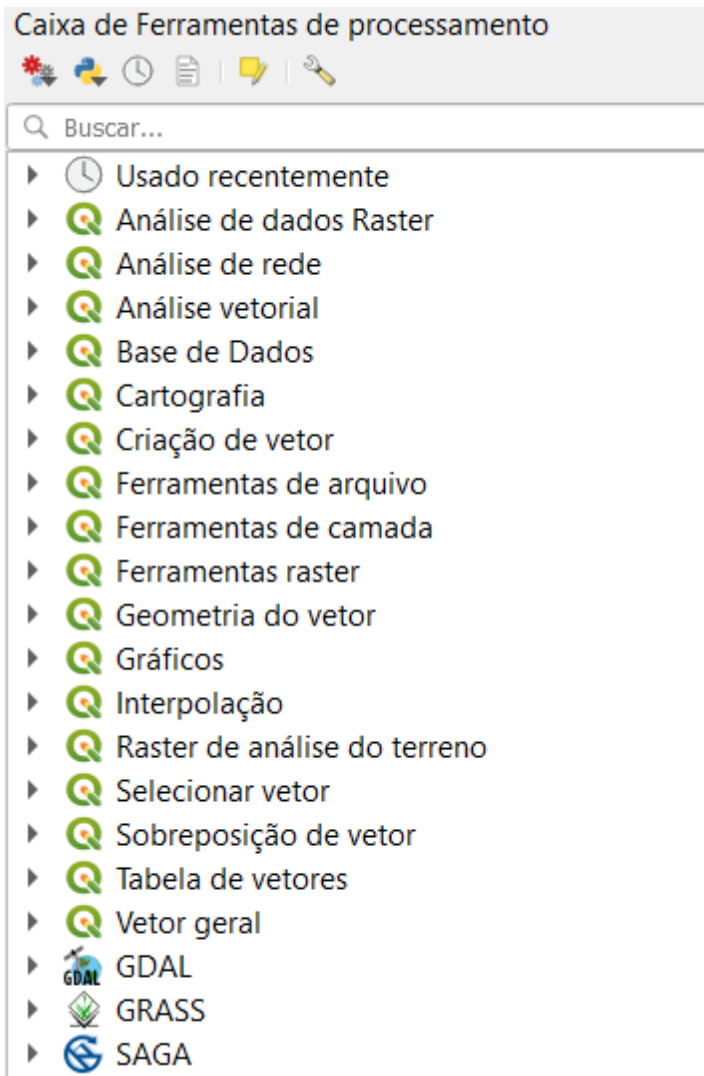 Caixa de Ferramentas de processamento
Buscar...
Usado recentemente
Análise de dados Raster
Análise de rede
Análise vetorial
Base de Dados
Cartografia
Criação de vetor
Ferramentas de arquivo
Ferramentas de camada
Ferramentas raster
Geometria do vetor
Gráficos
Interpolação
Raster de análise do terreno
Selecionar vetor
Sobreposição de vetor
Tabela de vetores
Vetor geral
GDAL GDAL
GRASS
SAGA